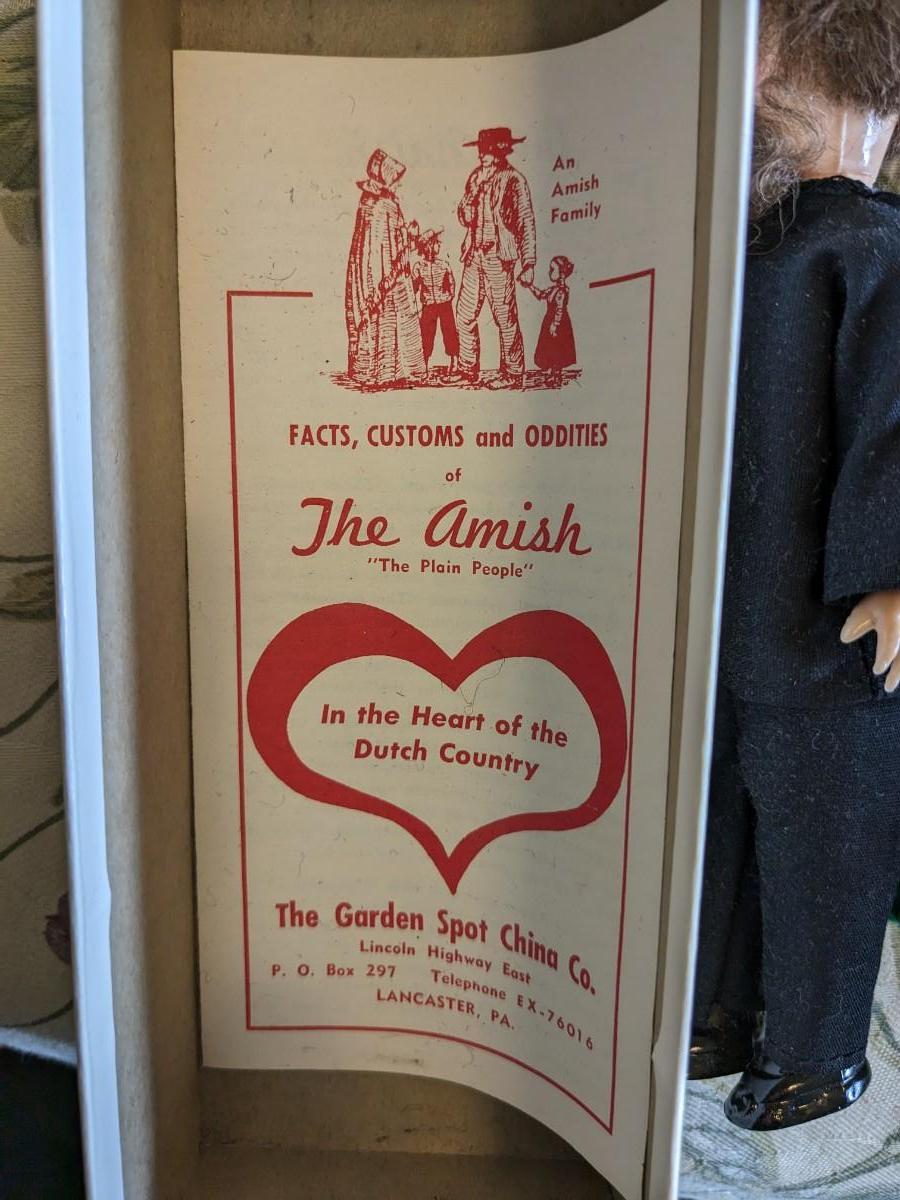 An
Amish
Family
FACTS, CUSTOMS and ODDITIES
of
The Amish
"The Plain People"
In the Heart of the
Dutch Country
The Garden Spot China Co.
Lincoln Highway East
P. O. Box 297 Telephone EX-76016
LANCASTER, PA.